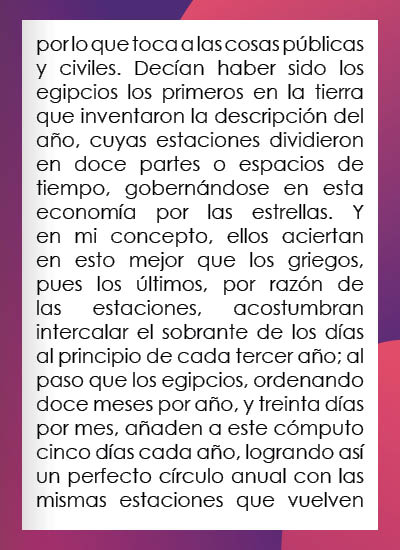 por lo que toca a las cosas públicas
y civiles. Decían haber sido los
egipcios los primeros en la tierra
que inventaron la descripción del
año, cuyas estaciones dividieron
en doce partes o espacios de
tiempo, gobernándose en esta
economía por las estrellas. Y
en mi concepto, ellos aciertan
en esto mejor que los griegos,
pues los últimos, por razón de
las estaciones, acostumbran
intercalar el sobrante de los días
al principio de cada tercer año; al
paso que los egipcios, ordenando
doce meses por año, y treinta días
por mes, añaden a este cómputo
cinco días cada año, logrando así
un perfecto círculo anual con las
mismas estaciones que vuelven